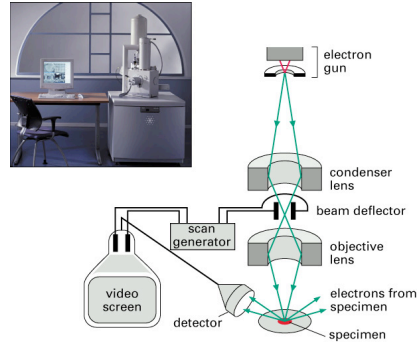 electron
gun
condenser
lens
beam deflector
scan
generator
objective
lens
video
screen
electrons from
specimen
detector
specimen